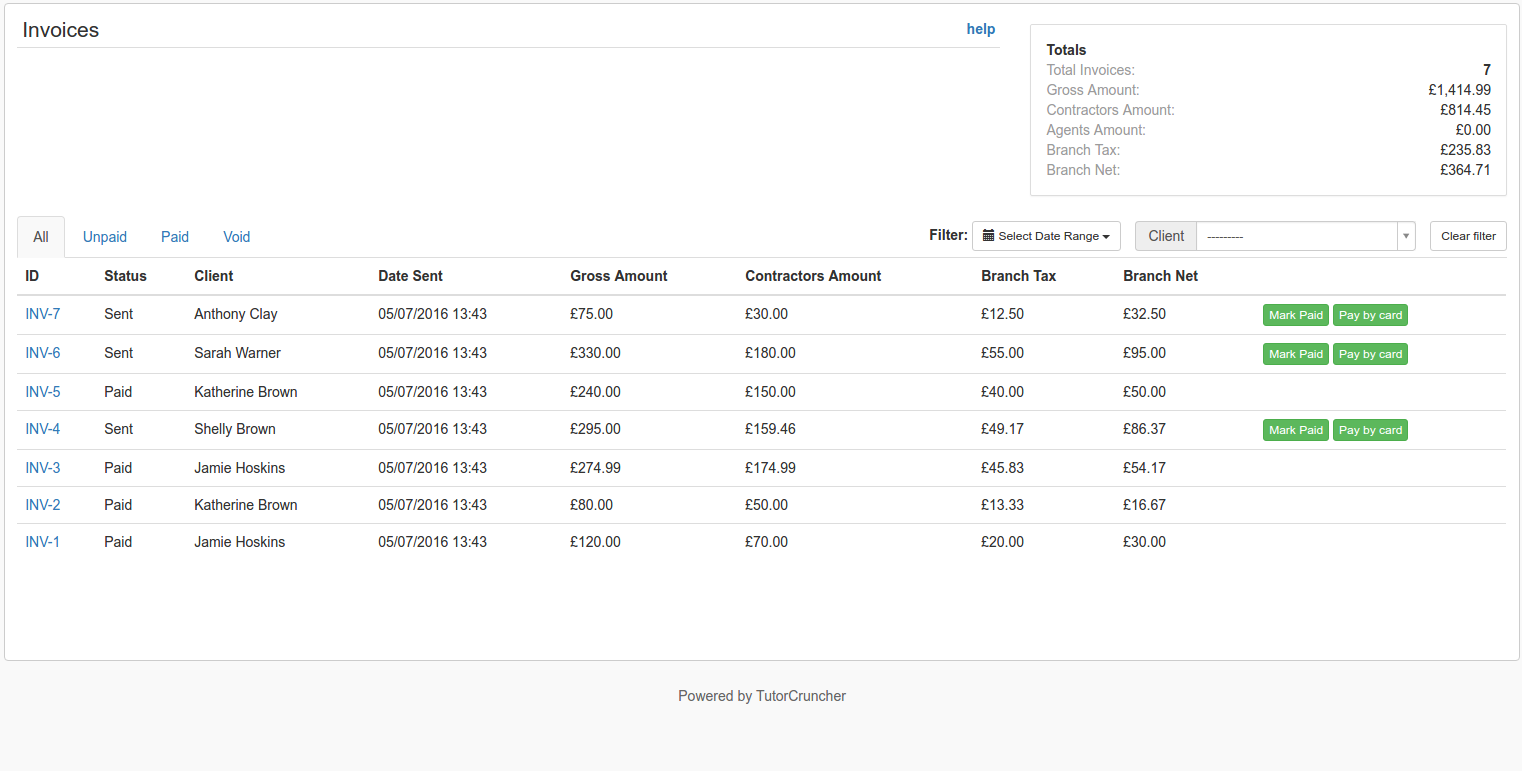 Invoices help
Totals
Total Invoices: 7
Gross Amount: £1,414.99
Contractors Amount: £814.45
Agents Amount: £0.00
Branch Tax: £235.83
Branch Net: £364.71
All Unpaid Paid Void Filter: Select Date Range Client --------- Clear filter
ID Status Client Date Sent Gross Amount Contractors Amount Branch Tax Branch Net
INV-7 Sent Anthony Clay 05/07/2016 13:43 £75.00 £30.00 £12.50 £32.50 Mark Paid Pay by card
INV-6 Sent Sarah Warner 05/07/2016 13:43 £330.00 £180.00 £55.00 £95.00 Mark Paid Pay by card
INV-5 Paid Katherine Brown 05/07/2016 13:43 £240.00 £150.00 £40.00 £50.00
INV-4 Sent Shelly Brown 05/07/2016 13:43 £295.00 £159.46 £49.17 £86.37 Mark Paid Pay by card
INV-3 Paid Jamie Hoskins 05/07/2016 13:43 £274.99 £174.99 £45.83 £54.17
INV-2 Paid Katherine Brown 05/07/2016 13:43 £80.00 £50.00 £13.33 £16.67
INV-1 Paid Jamie Hoskins 05/07/2016 13:43 £120.00 £70.00 £20.00 £30.00
Powered by TutorCruncher